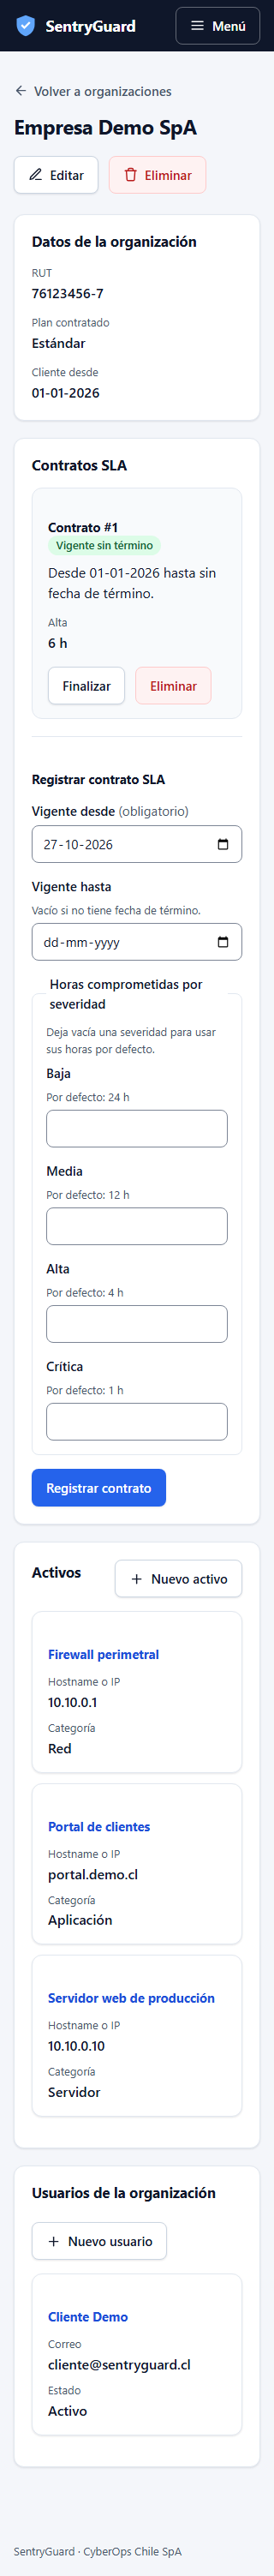 SentryGuard
Menú
Volver a organizaciones
Empresa Demo SpA
Editar
Eliminar
Datos de la organización
RUT
76123456-7
Plan contratado
Estándar
Cliente desde
01-01-2026
Contratos SLA
Contrato #1
Vigente sin término
Desde 01-01-2026 hasta sin
fecha de término.
Alta
6 h
Finalizar
Eliminar
Registrar contrato SLA
Vigente desde (obligatorio)
27-10-2026
Vigente hasta
Vacío si no tiene fecha de término.
dd-mm-yyyy
Horas comprometidas por
severidad
Deja vacía una severidad para usar
sus horas por defecto.
Baja
Por defecto: 24 h
Media
Por defecto: 12 h
Alta
Por defecto: 4 h
Crítica
Por defecto: 1 h
Registrar contrato
Activos
Nuevo activo
Firewall perimetral
Hostname o IP
10.10.0.1
Categoría
Red
Portal de clientes
Hostname o IP
portal.demo.cl
Categoría
Aplicación
Servidor web de producción
Hostname o IP
10.10.0.10
Categoría
Servidor
Usuarios de la organización
Nuevo usuario
Cliente Demo
Correo
cliente@sentryguard.cl
Estado
Activo
SentryGuard · CyberOps Chile SpA